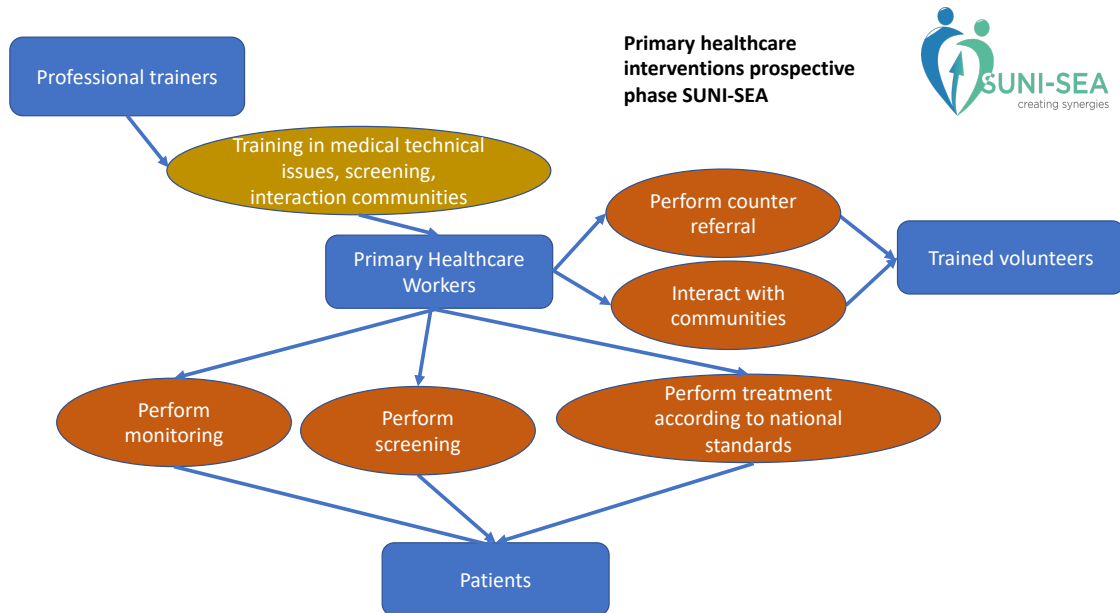 Primary healthcare
interventions prospective
phase SUNI-SEA
SUNI-SEA
creating synergies
Professional trainers
Training in medical technical
issues, screening,
interaction communities
Perform counter
referral
Primary Healthcare
Workers
Trained volunteers
Interact with
communities
Perform
monitoring
Perform
screening
Perform treatment
according to national
standards
Patients